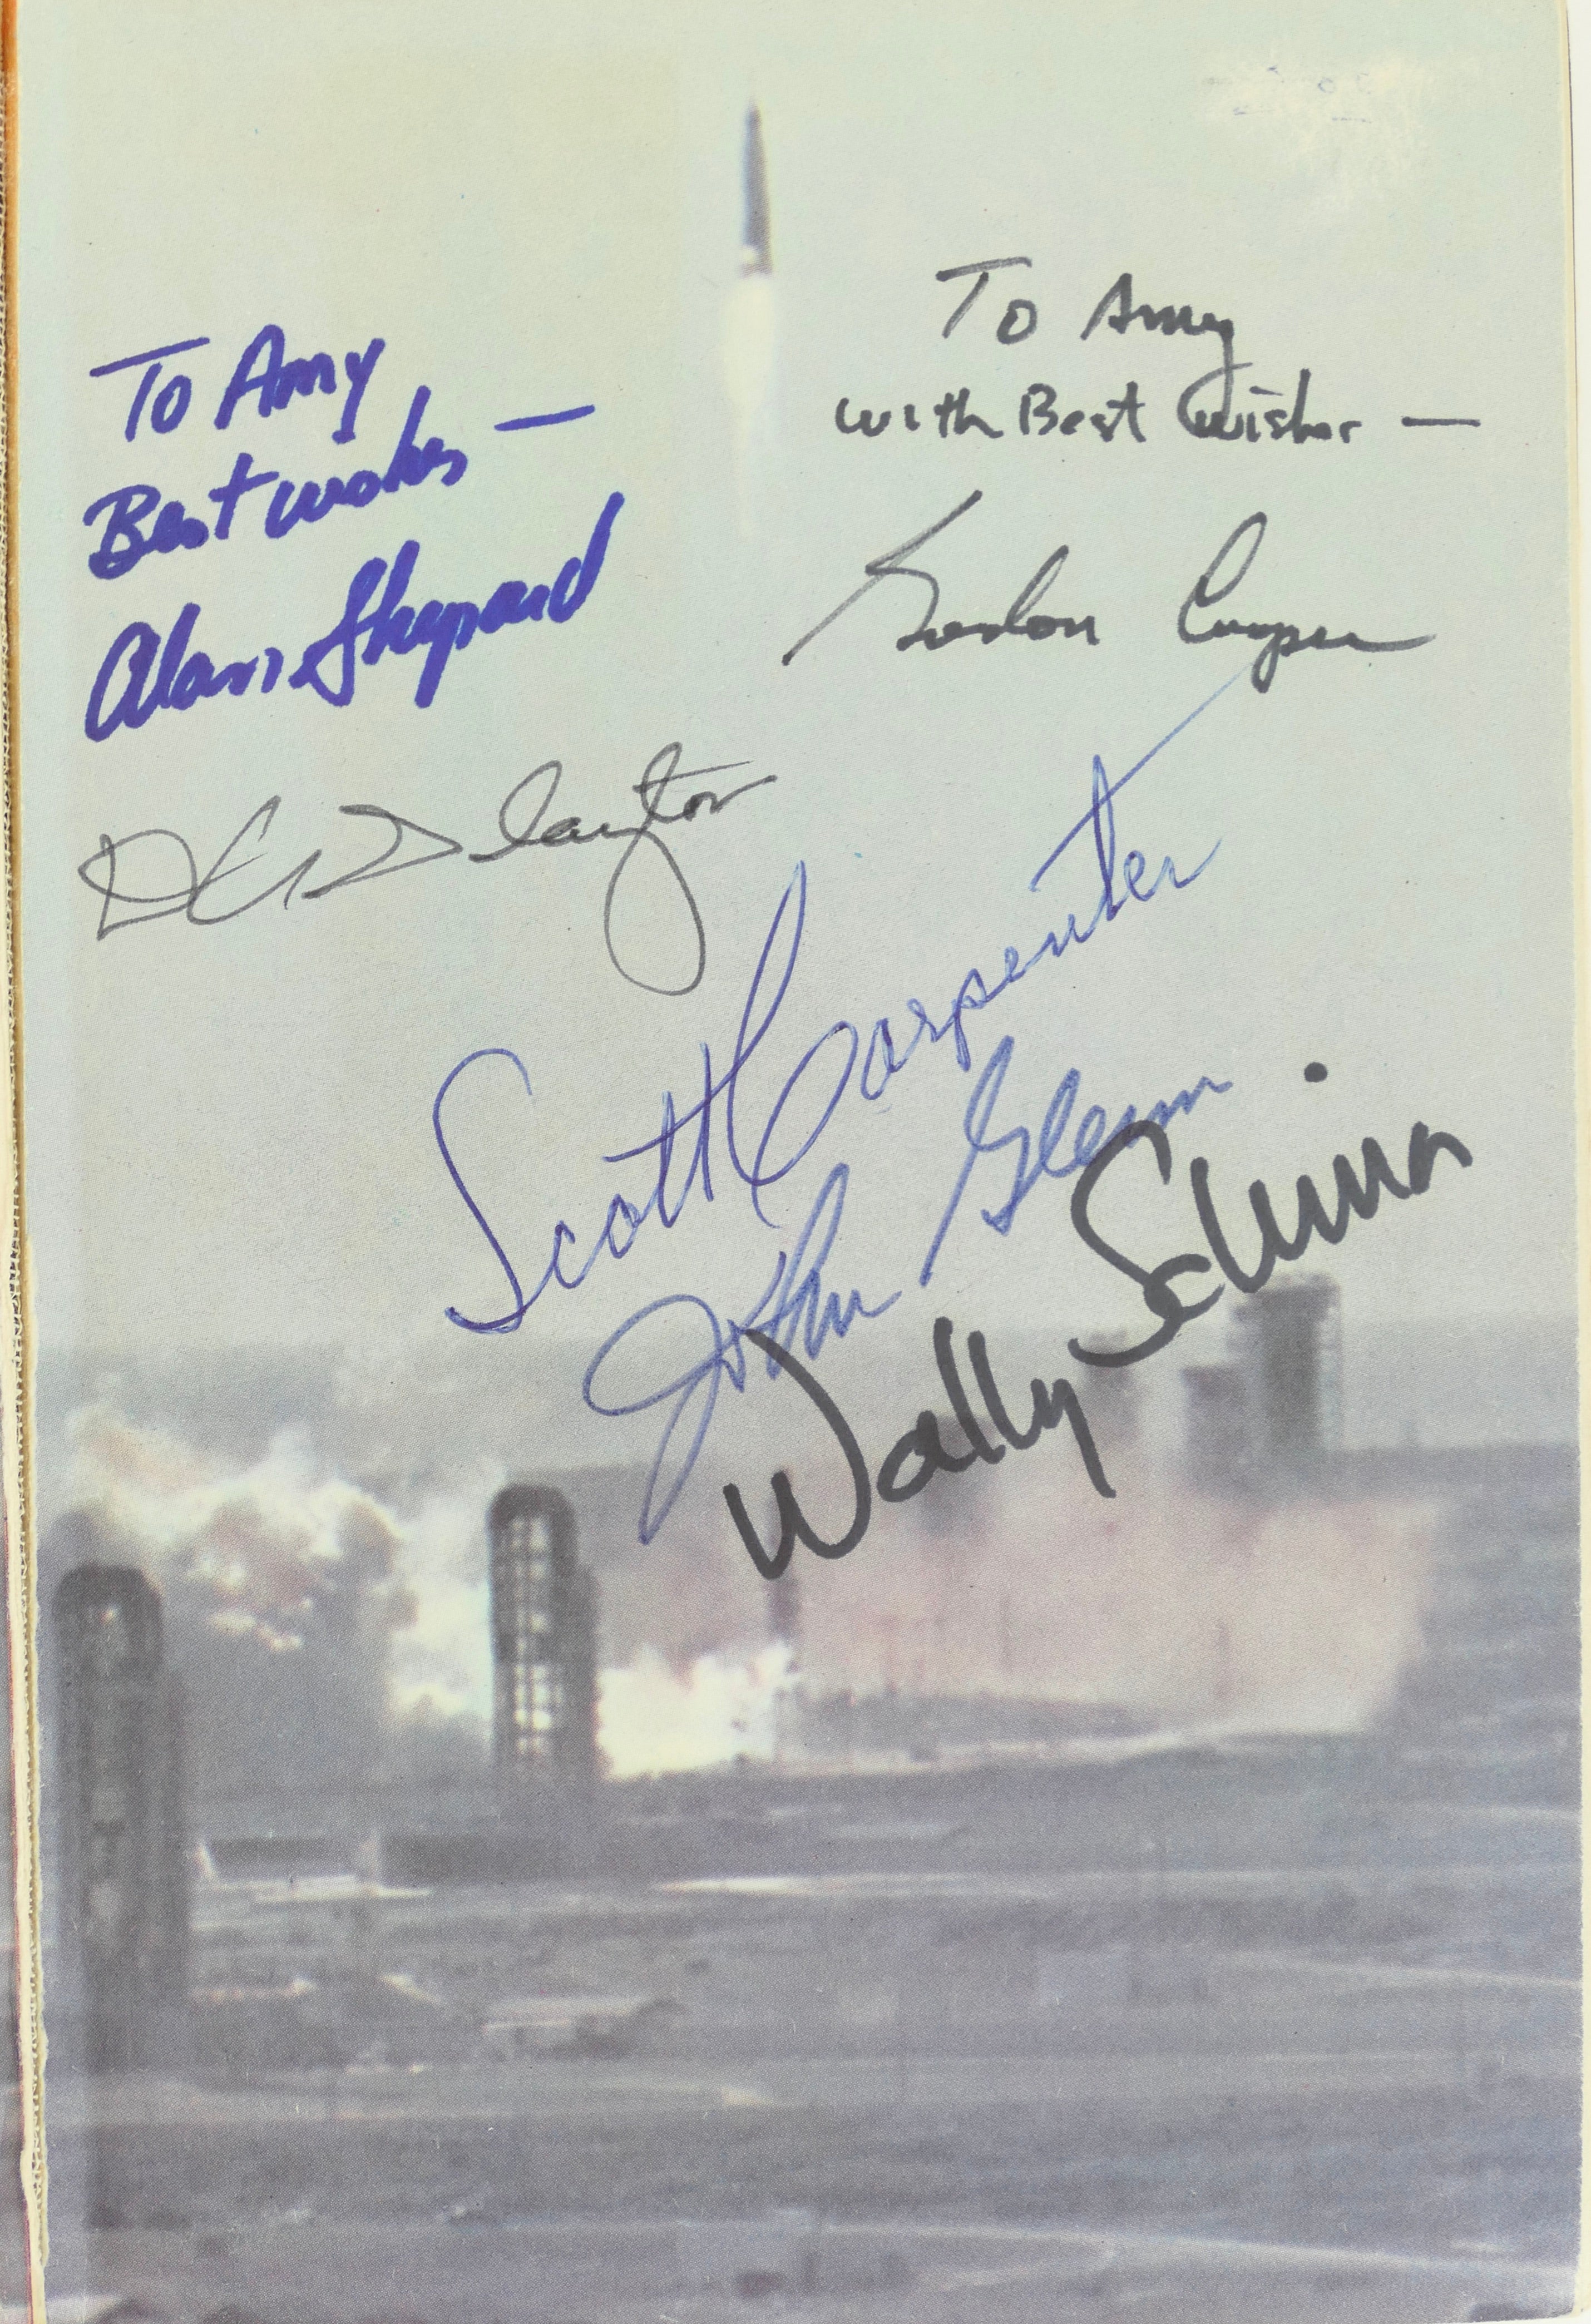 To Amy
Best wishes —
Alan Shepard
To Amy
with Best Wishes —
Gordon Cooper
D K Slayton
Scott Carpenter
John Glenn
Wally Schirra